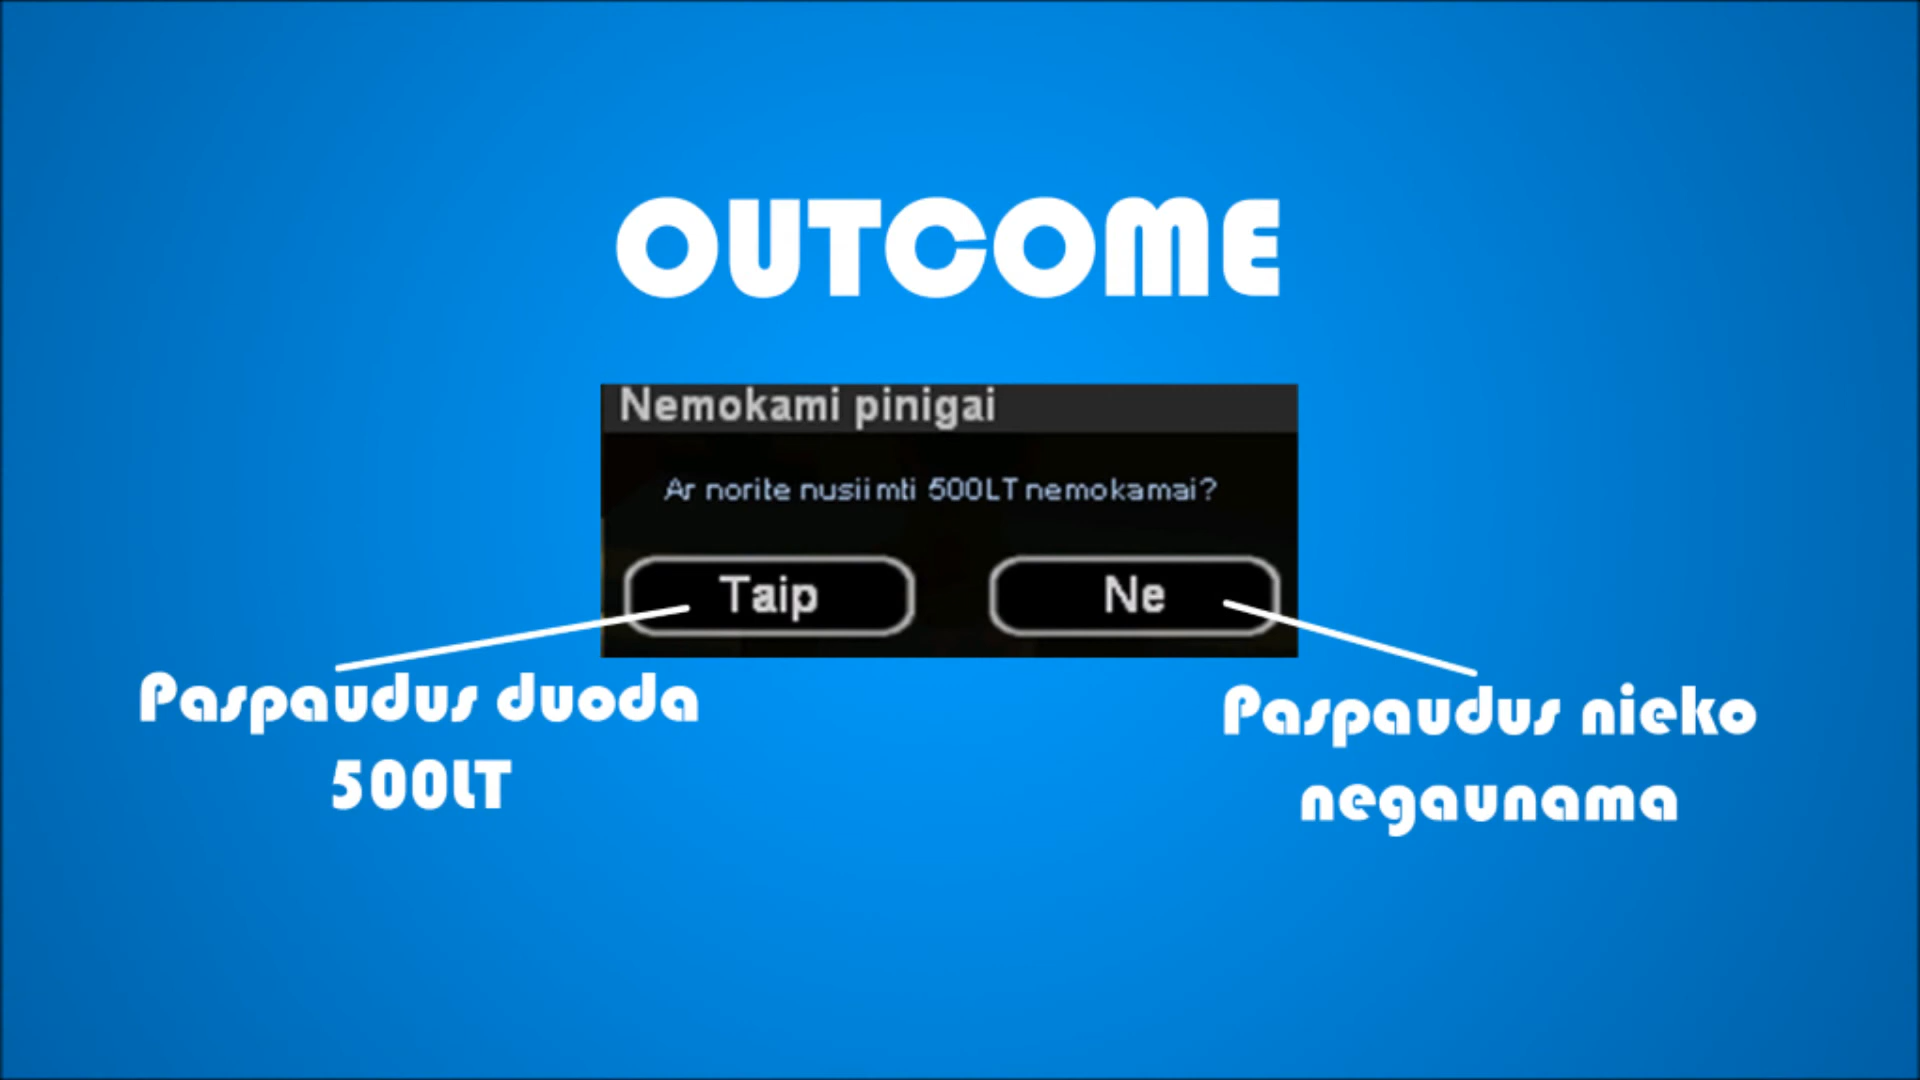 OUTCOME
Nemokami pinigai
Ar norite nusiimti 500LT nemokamai?
Taip
Ne
Paspaudus duoda
500LT
Paspaudus nieko
negaunama